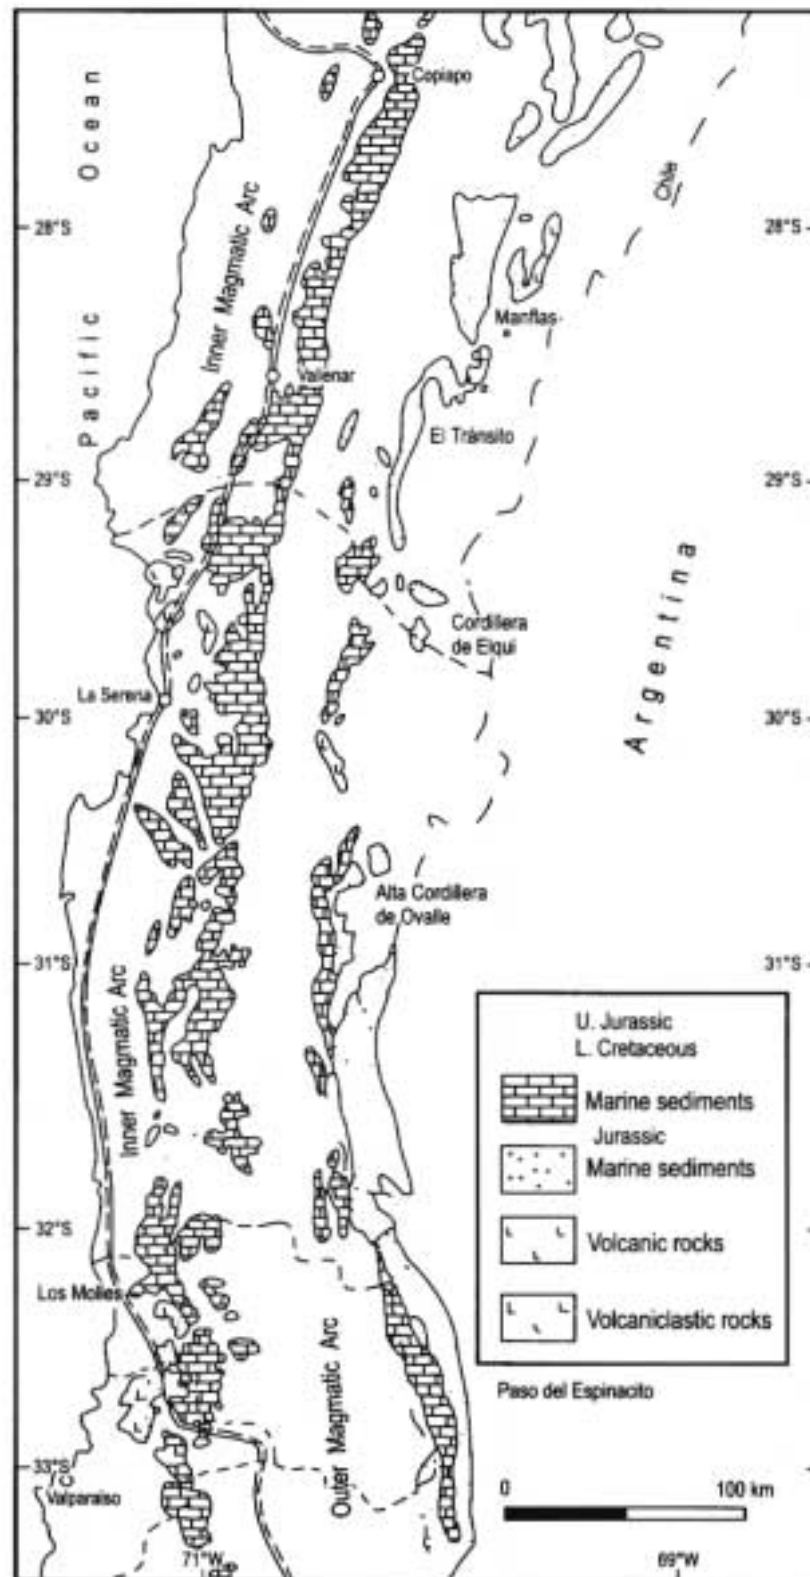 Copiapo
Pacific Ocean
Chile
28°S
28°S
Inner Magmatic Arc
Manflas
Vallenar
El Tránsito
29°S
29°S
Argentina
Cordillera
de Elqui
La Serena
30°S
30°S
Alta Cordillera
de Ovalle
31°S
31°S
Inner Magmatic Arc
U. Jurassic
L. Cretaceous
Marine sediments
Jurassic
Marine sediments
Volcanic rocks
Volcaniclastic rocks
32°S
Los Molles
Outer Magmatic Arc
Paso del Espinacito
33°S
Valparaiso
0 100 km
71°W
69°W